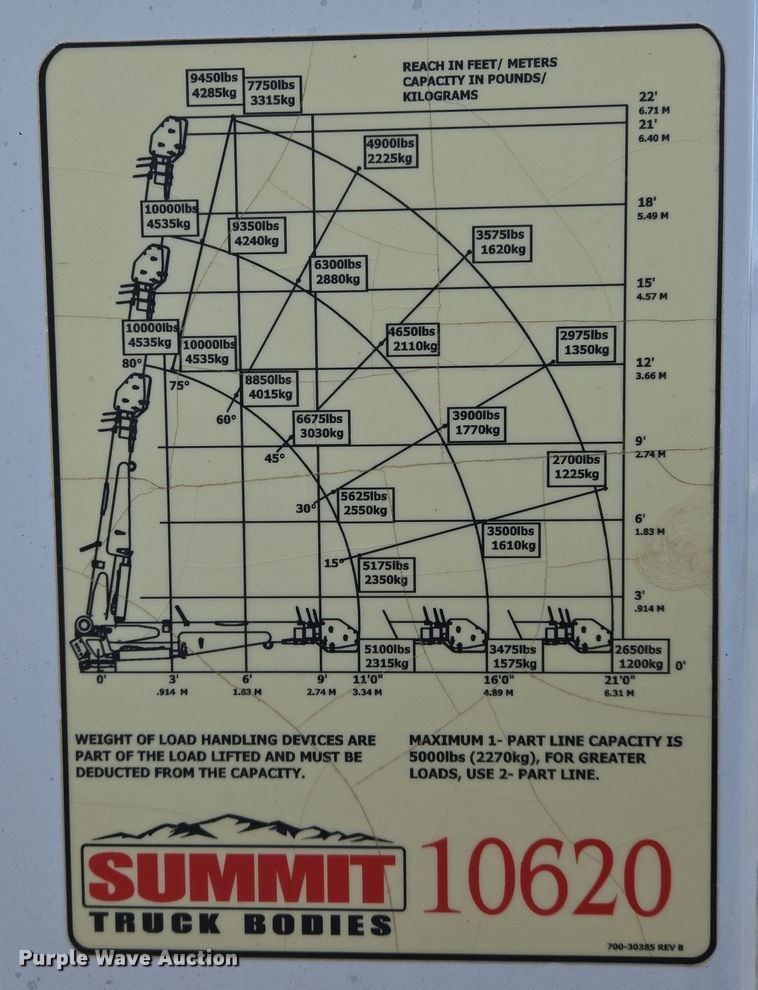 REACH IN FEET/ METERS
CAPACITY IN POUNDS/
KILOGRAMS
9450lbs
4285kg
7750lbs
3315kg
22'
6.71 M
21'
6.40 M
4900lbs
2225kg
18'
5.49 M
10000lbs
4535kg
9350lbs
4240kg
3575lbs
1620kg
6300lbs
2880kg
15'
4.57 M
10000lbs
4535kg
10000lbs
4535kg
4650lbs
2110kg
2975lbs
1350kg
12'
3.66 M
80°
75°
8850lbs
4015kg
60°
6675lbs
3030kg
3900lbs
1770kg
9'
2.74 M
45°
2700lbs
1225kg
30°
5625lbs
2550kg
6'
1.83 M
3500lbs
1610kg
15°
5175lbs
2350kg
3'
.914 M
5100lbs
2315kg
3475lbs
1575kg
2650lbs
1200kg
0'
0'
3'
6'
9'
11'0"
16'0"
21'0"
.914 M
1.83 M
2.74 M
3.34 M
4.89 M
6.31 M
WEIGHT OF LOAD HANDLING DEVICES ARE
PART OF THE LOAD LIFTED AND MUST BE
DEDUCTED FROM THE CAPACITY.
MAXIMUM 1- PART LINE CAPACITY IS
5000lbs (2270kg), FOR GREATER
LOADS, USE 2- PART LINE.
SUMMIT
TRUCK BODIES
10620
700-30385 REV B
Purple Wave Auction